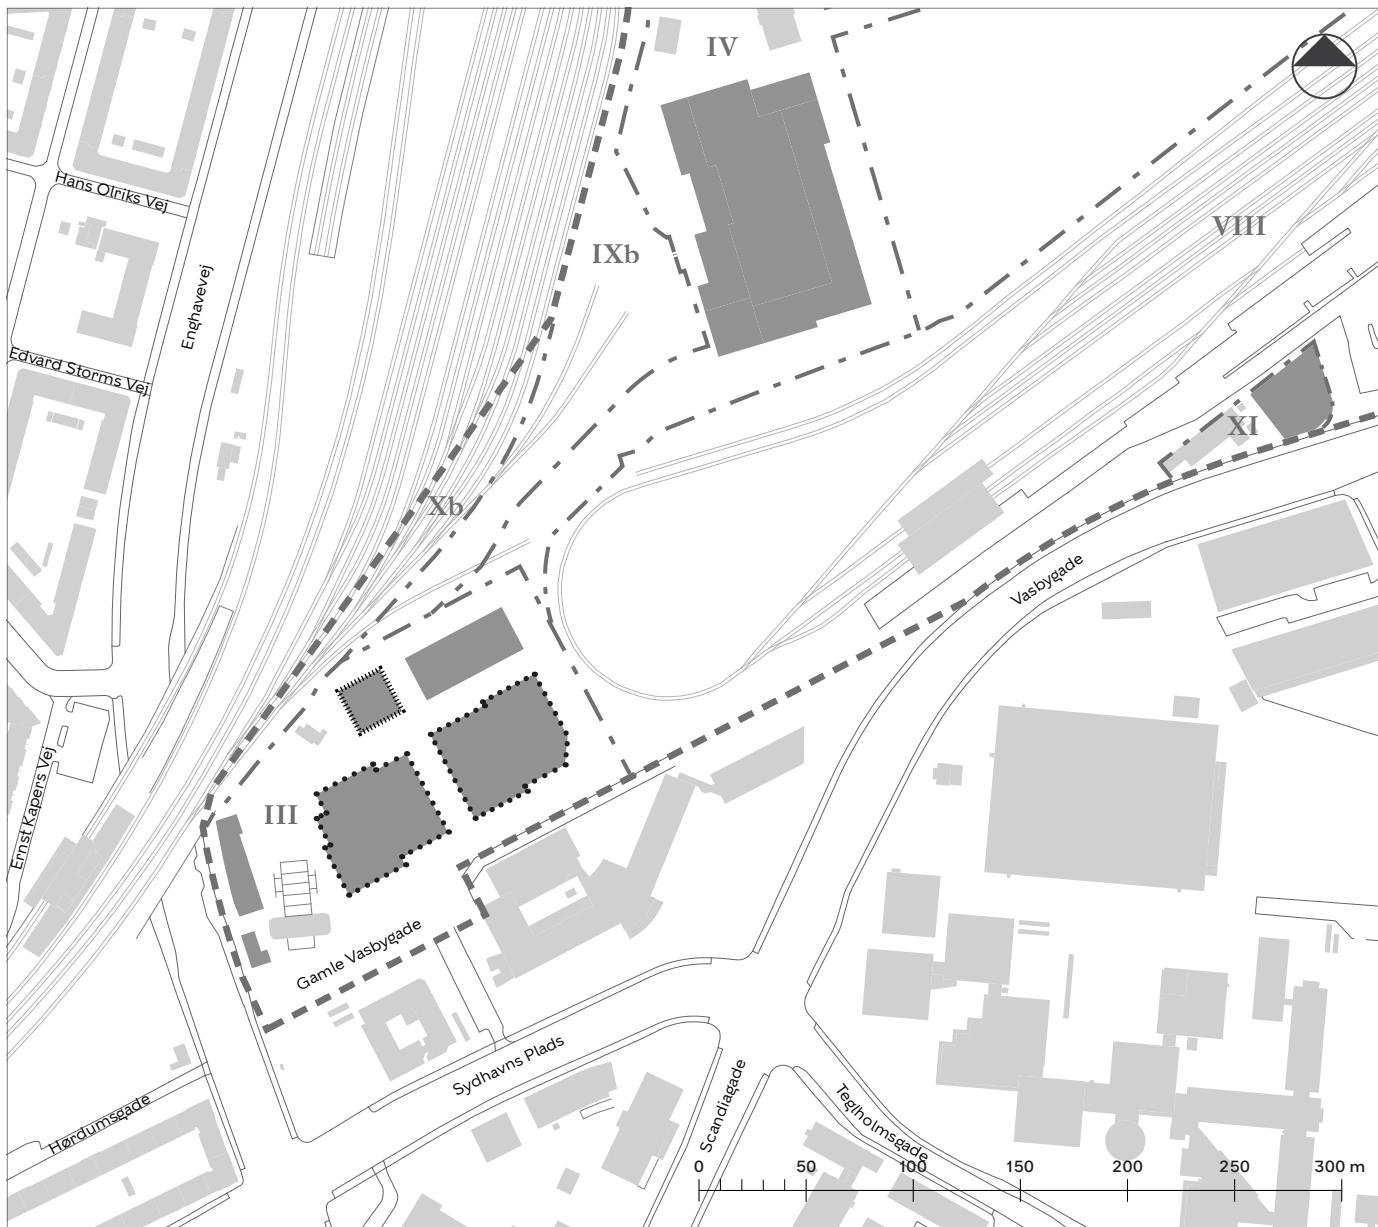 IV
Hans Olriks Vej
VIII
IXb
Enghavevej
Edvard Storms Vej
XI
Xb
Vasbygade
III
Ernst Kapers Vej
Gamle Vasbygade
Sydhavns Plads
Scandiagade
Teglholmsgade
Hørdumsgade
0 50 100 150 200 250 300 m